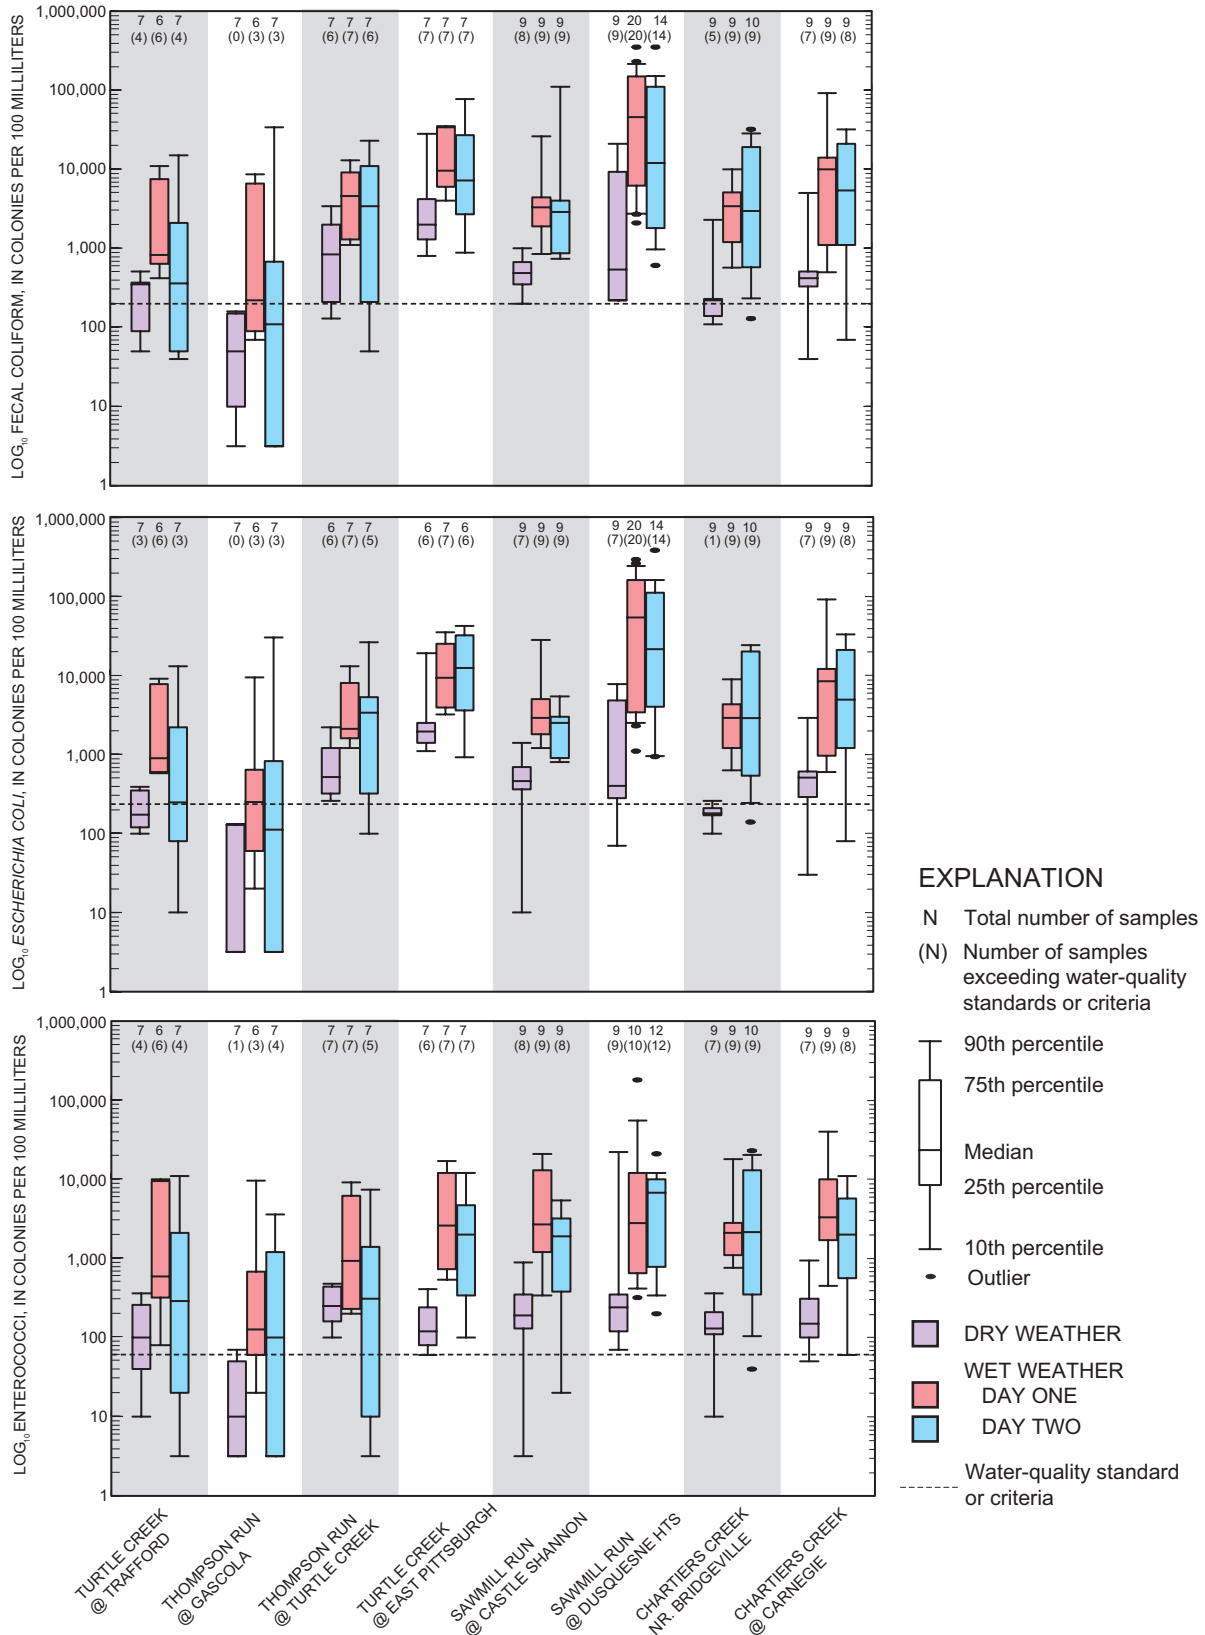 LOG10 FECAL COLIFORM, IN COLONIES PER 100 MILLILITERS
1,000,000
100,000
10,000
1,000
100
10
1
7 6 7 7 6 7 7 7 7 7 7 7 9 9 9 9 20 14 9 9 10 9 9 9
(4) (6) (4) (0) (3) (3) (6) (7) (6) (7) (7) (7) (8) (9) (9) (9) (20) (14) (5) (9) (9) (7) (9) (8)
LOG10 ESCHERICHIA COLI, IN COLONIES PER 100 MILLILITERS
1,000,000
100,000
10,000
1,000
100
10
1
7 6 7 7 6 7 6 7 7 6 7 6 9 9 9 9 20 14 9 9 10 9 9 9
(3) (6) (3) (0) (3) (3) (6) (7) (5) (6) (7) (6) (7) (9) (9) (7) (20) (14) (1) (9) (9) (7) (9) (8)
LOG10 ENTEROCOCCI, IN COLONIES PER 100 MILLILITERS
1,000,000
100,000
10,000
1,000
100
10
1
7 6 7 7 6 7 7 7 7 7 7 7 9 9 9 9 10 12 9 9 10 9 9 9
(4) (6) (4) (1) (3) (4) (7) (7) (5) (6) (7) (7) (8) (9) (8) (9) (10) (12) (7) (9) (9) (7) (9) (8)
TURTLE CREEK
@ TRAFFORD
THOMPSON RUN
@ GASCOLA
THOMPSON RUN
@ TURTLE CREEK
TURTLE CREEK
@ EAST PITTSBURGH
SAWMILL RUN
@ CASTLE SHANNON
SAWMILL RUN
@ DUSQUESNE HTS
CHARTIERS CREEK
NR. BRIDGEVILLE
CHARTIERS CREEK
@ CARNEGIE
EXPLANATION
N Total number of samples
(N) Number of samples
exceeding water-quality
standards or criteria
90th percentile
75th percentile
Median
25th percentile
10th percentile
Outlier
DRY WEATHER
WET WEATHER
DAY ONE
DAY TWO
Water-quality standard
or criteria